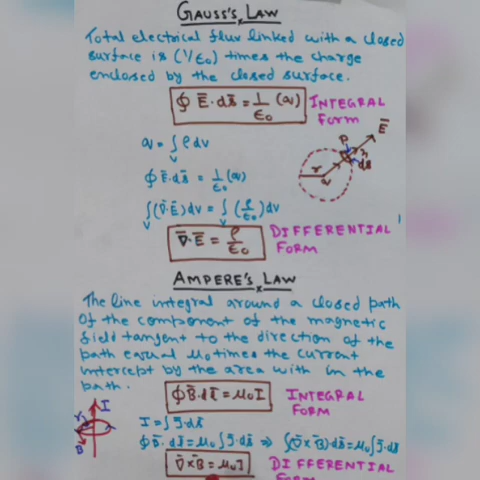 GAUSS'S LAW
Total electrical flux linked with a closed
surface is (1/ε₀) times the charge
enclosed by the closed surface.
∮ E̅·ds̅ = 1/ε₀ (q) INTEGRAL
FORM
E̅
q = ∫ᵥ ρ dv
P
n
ds
r
q
∮ E̅·ds̅ = 1/ε₀ (q)
∫ᵥ(∇̅·E̅)dv = ∫ᵥ(ρ/ε₀)dv
∇̅·E̅ = ρ/ε₀ DIFFERENTIAL
FORM
AMPERE'S LAW
The line integral around a closed path
of the component of the magnetic
field tangent to the direction of the
path equal μ₀ times the current
intercept by the area with in the
path.
∮B̅·dl̅ = μ₀I INTEGRAL
FORM
I
r
B
I = ∫J̅·ds̅
∮B̅·dl̅ = μ₀∫J̅·ds̅ ⇒ ∫(∇̅×B̅)ds̅ = μ₀∫J̅·ds̅
∇̅×B̅ = μ₀J̅ DIFFERENTIAL
FORM